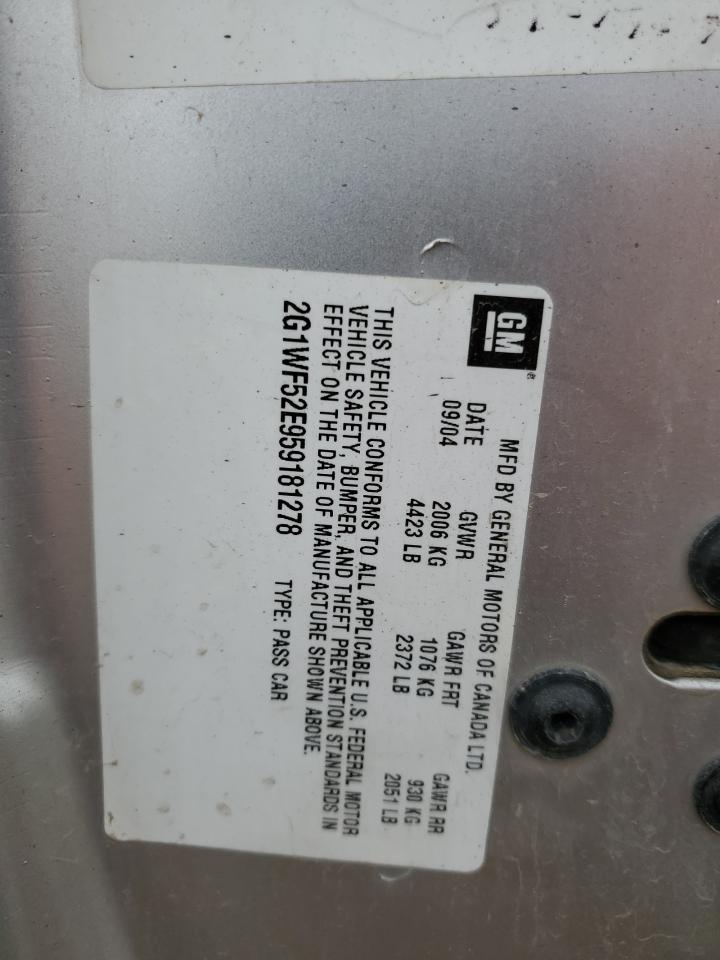 GM
MFD BY GENERAL MOTORS OF CANADA LTD.
DATE GVWR GAWR FRT GAWR RR
09/04 2006 KG 1076 KG 930 KG
4423 LB 2372 LB 2051 LB
THIS VEHICLE CONFORMS TO ALL APPLICABLE U.S. FEDERAL MOTOR
VEHICLE SAFETY, BUMPER, AND THEFT PREVENTION STANDARDS IN
EFFECT ON THE DATE OF MANUFACTURE SHOWN ABOVE.
2G1WF52E959181278 TYPE: PASS CAR